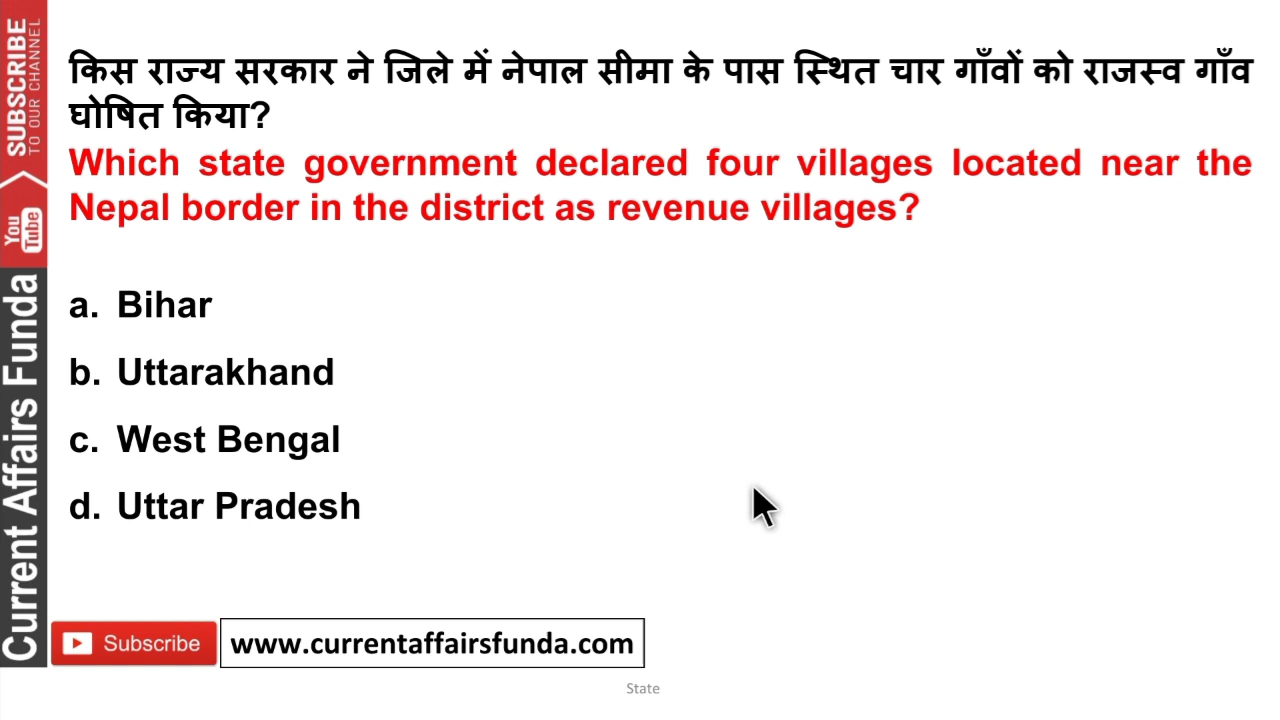 किस राज्य सरकार ने जिले में नेपाल सीमा के पास स्थित चार गाँवों को राजस्व गाँव
घोषित किया?
Which state government declared four villages located near the
Nepal border in the district as revenue villages?
a. Bihar
b. Uttarakhand
c. West Bengal
d. Uttar Pradesh
SUBSCRIBE
TO OUR CHANNEL
You
Tube
Current Affairs Funda
Subscribe
www.currentaffairsfunda.com
State